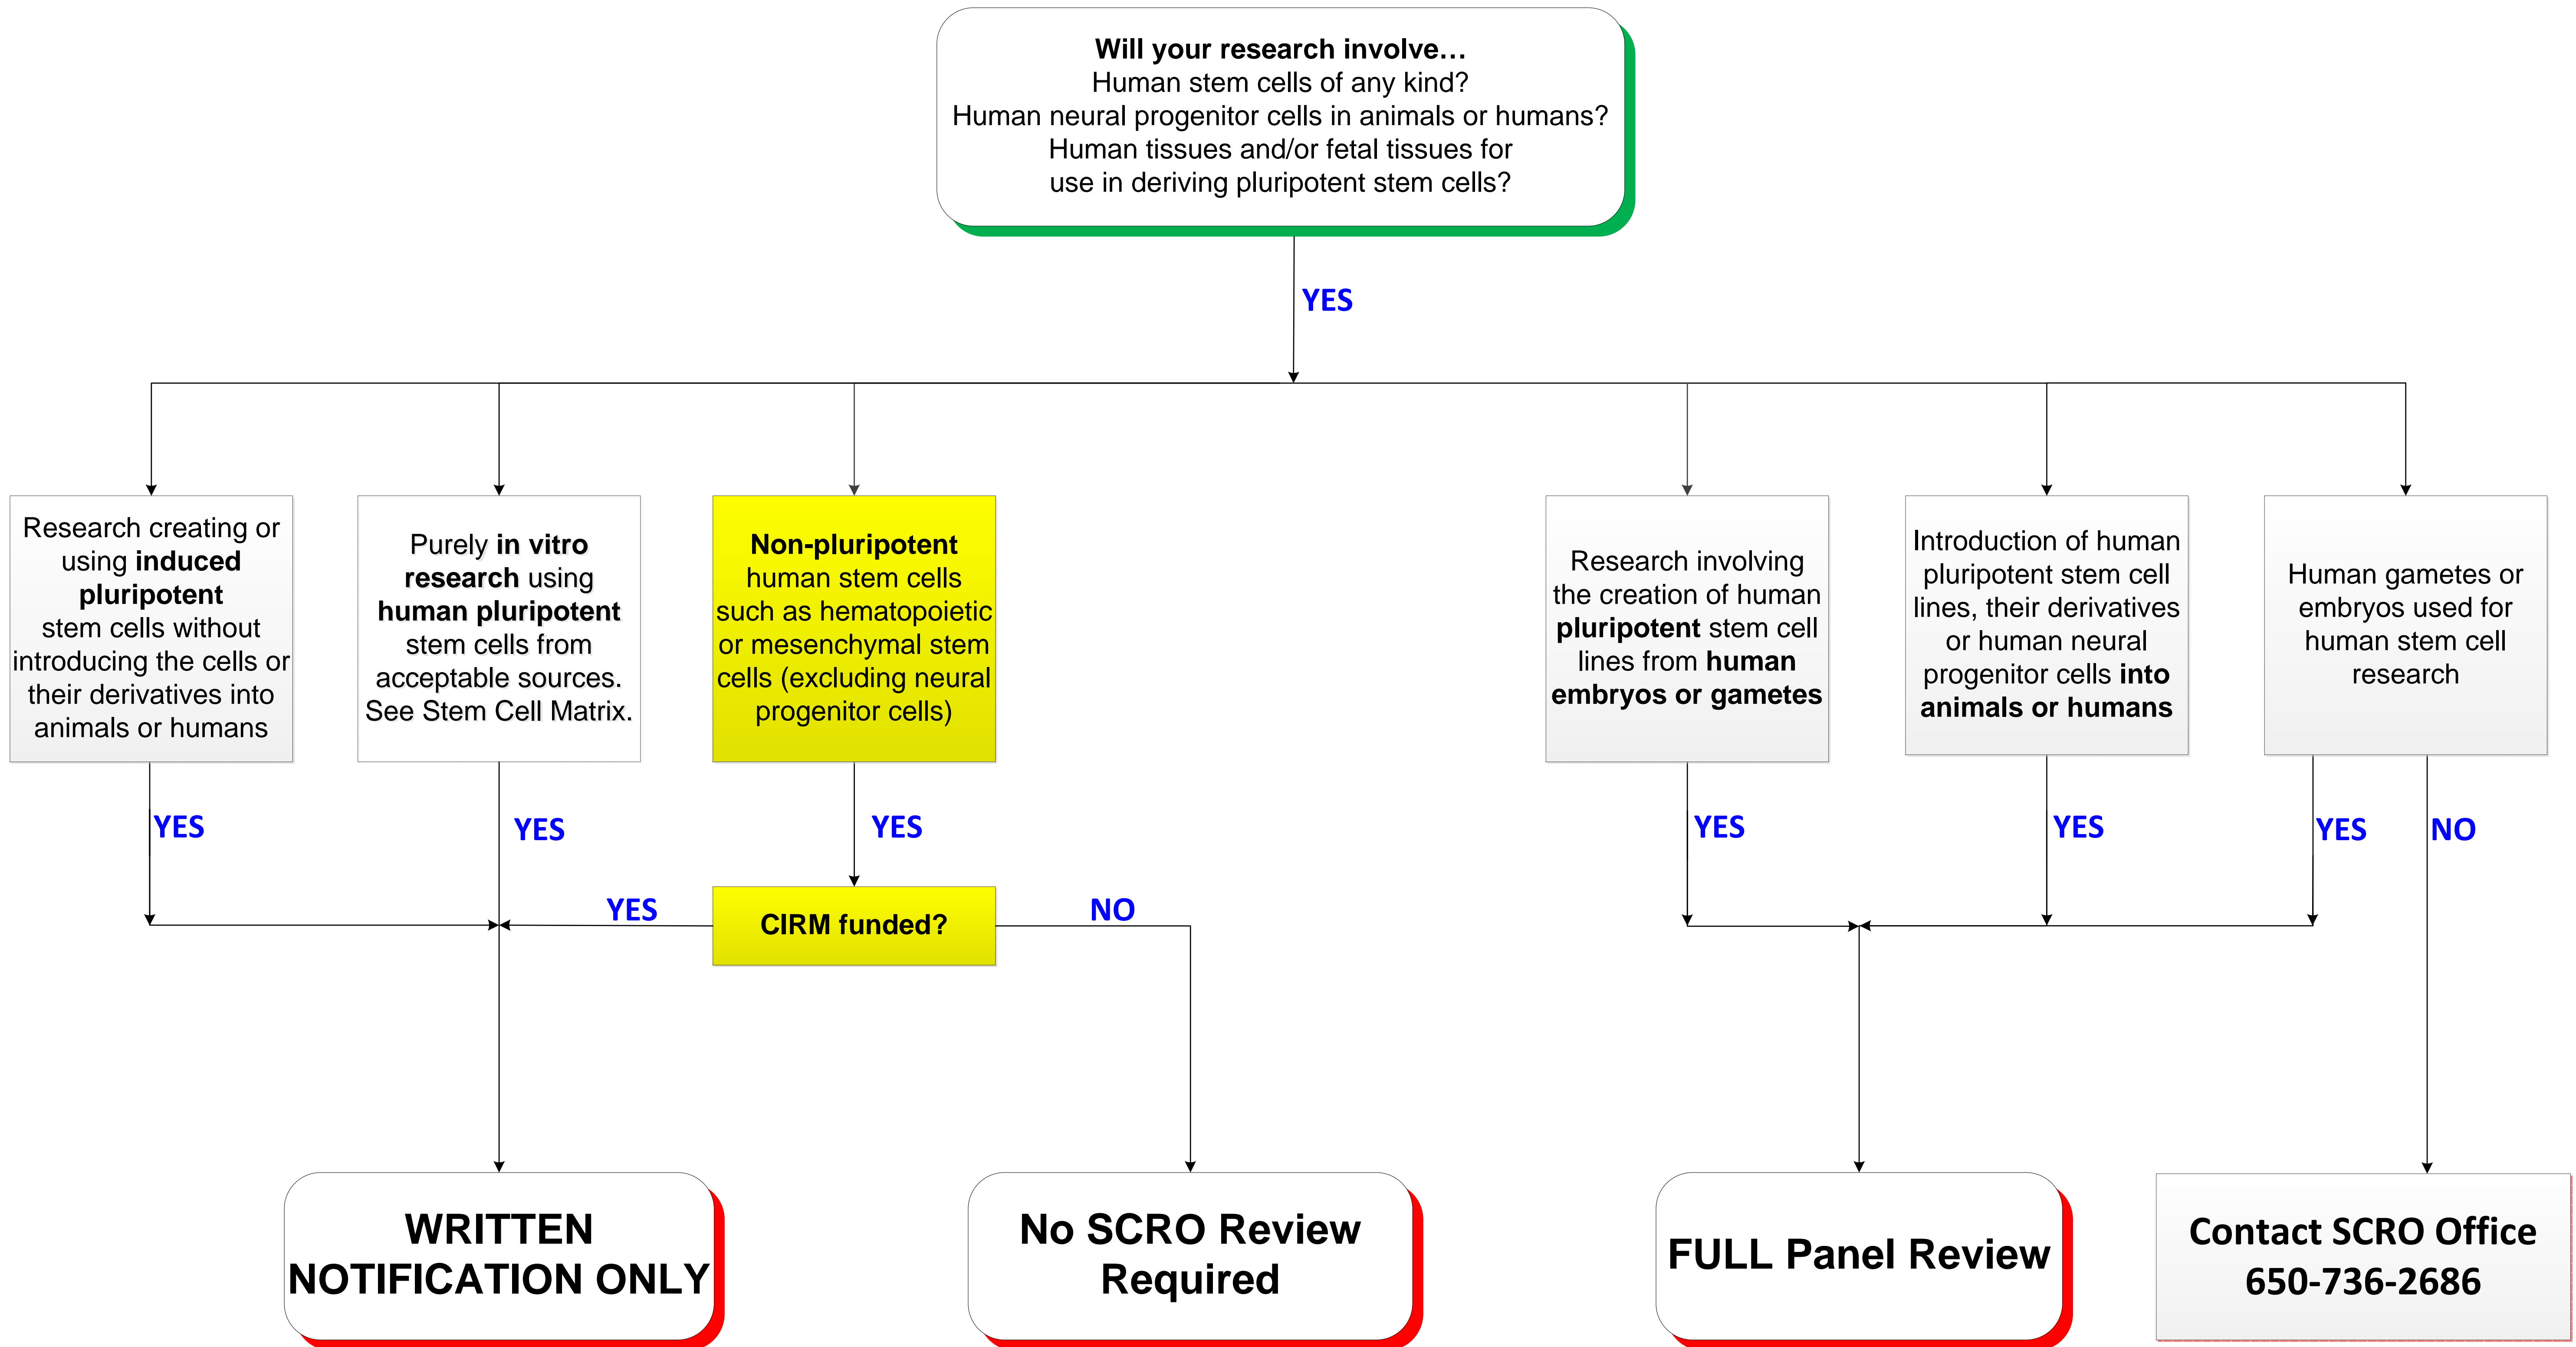 Will your research involve…
Human stem cells of any kind?
Human neural progenitor cells in animals or humans?
Human tissues and/or fetal tissues for
use in deriving pluripotent stem cells?
YES
Research creating or
using induced
pluripotent
stem cells without
introducing the cells or
their derivatives into
animals or humans
Purely in vitro
research using
human pluripotent
stem cells from
acceptable sources.
See Stem Cell Matrix.
Non-pluripotent
human stem cells
such as hematopoietic
or mesenchymal stem
cells (excluding neural
progenitor cells)
Research involving
the creation of human
pluripotent stem cell
lines from human
embryos or gametes
Introduction of human
pluripotent stem cell
lines, their derivatives
or human neural
progenitor cells into
animals or humans
Human gametes or
embryos used for
human stem cell
research
YES
YES
YES
YES
YES
YES
NO
YES
CIRM funded?
NO
WRITTEN
NOTIFICATION ONLY
No SCRO Review
Required
FULL Panel Review
Contact SCRO Office
650-736-2686